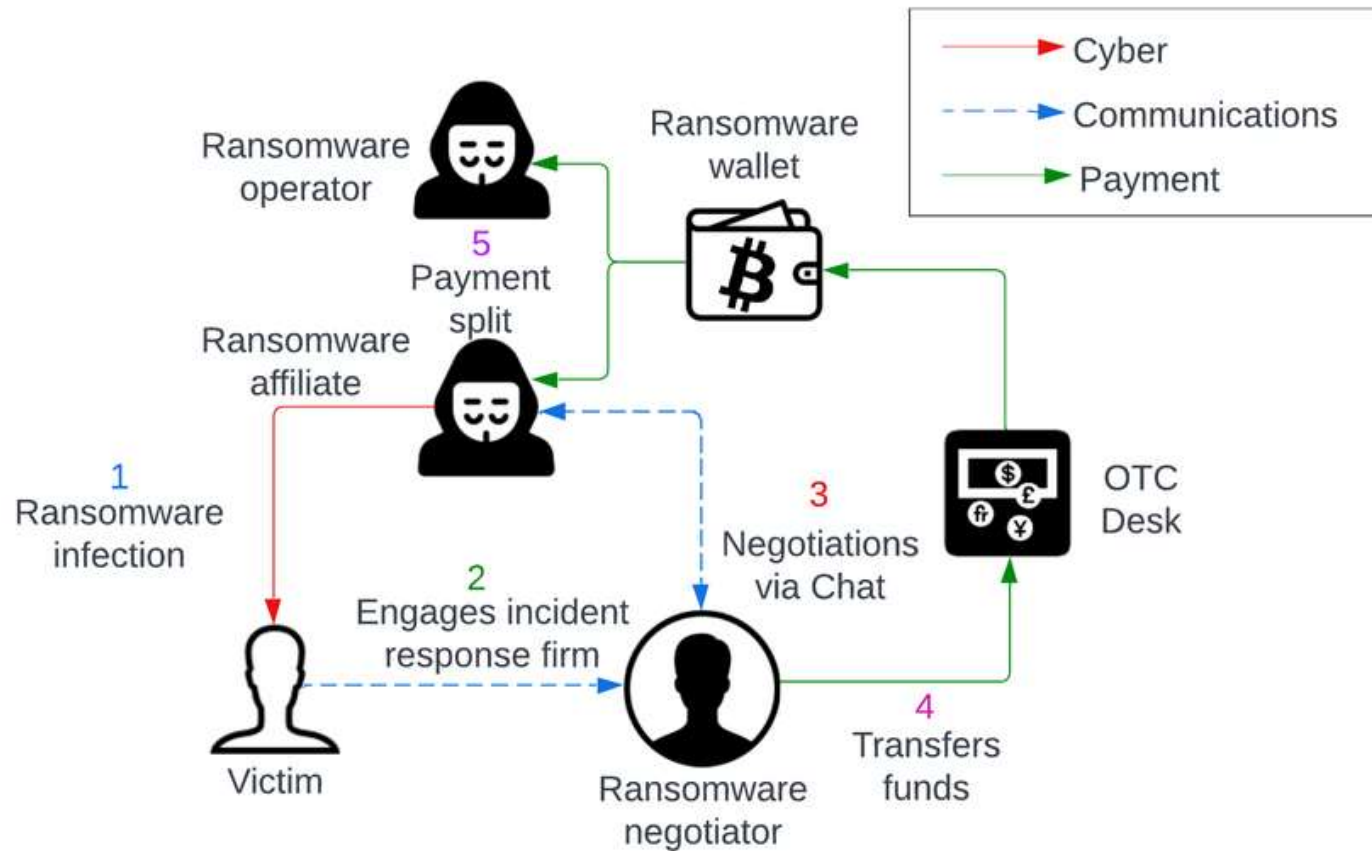 Cyber
Communications
Payment
Ransomware
operator
Ransomware
wallet
5
Payment
split
Ransomware
affiliate
1
Ransomware
infection
2
Engages incident
response firm
3
Negotiations
via Chat
$
£
fr
¥
OTC
Desk
4
Transfers
funds
Victim
Ransomware
negotiator